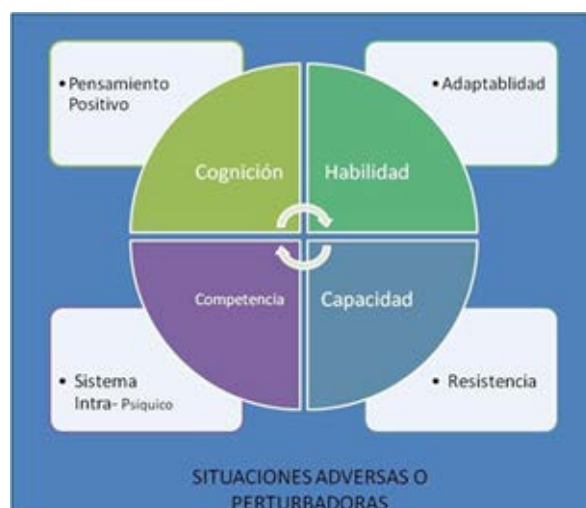 • Pensamiento
Positivo
• Adaptablidad
Cognición
Habilidad
Competencia
Capacidad
• Sistema
Intra- Psiquico
• Resistencia
SITUACIONES ADVERSAS O
PERTURBADORAS